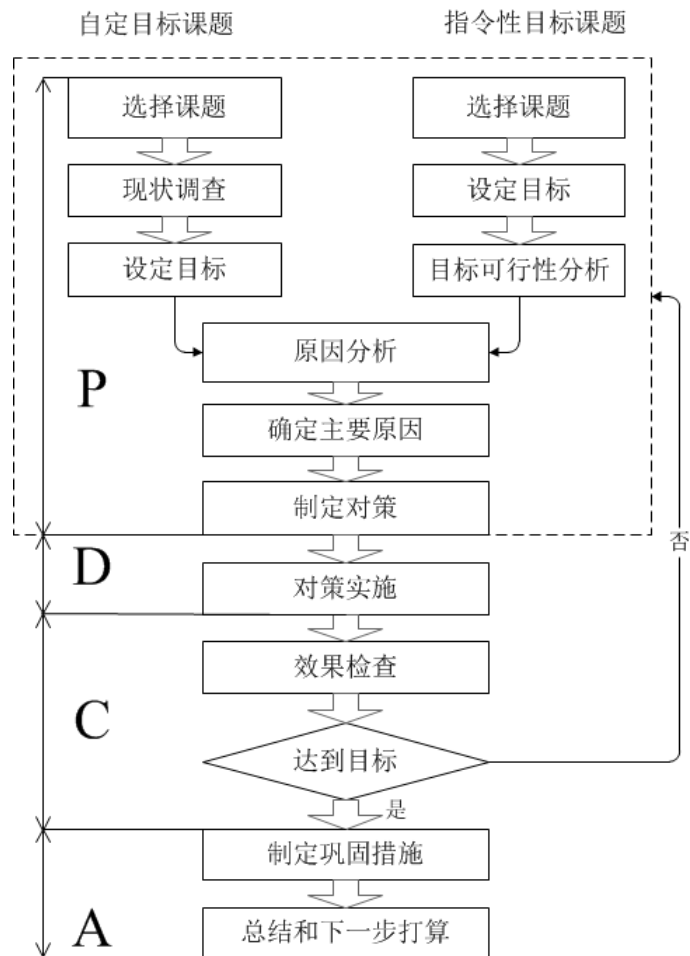 自定目标课题
指令性目标课题
选择课题
选择课题
现状调查
设定目标
设定目标
目标可行性分析
原因分析
P
确定主要原因
制定对策
否
D
对策实施
效果检查
C
达到目标
是
制定巩固措施
A
总结和下一步打算